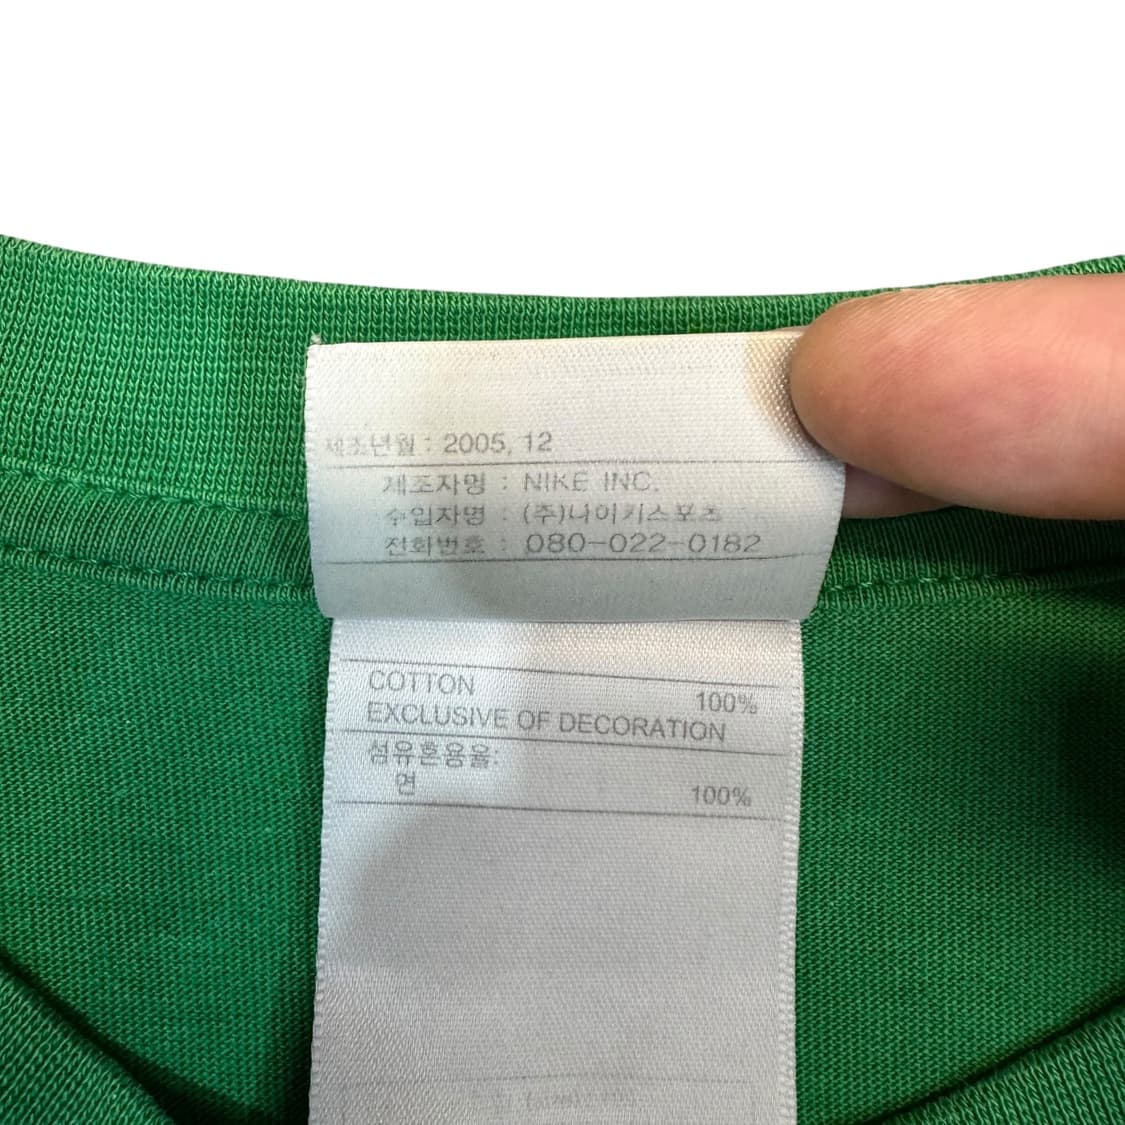 제조년월 : 2005, 12
제조자명 : NIKE INC.
수입자명 : (주)나이키스포츠
전화번호 : 080-022-0182
COTTON 100%
EXCLUSIVE OF DECORATION
섬유혼용율:
면 100%